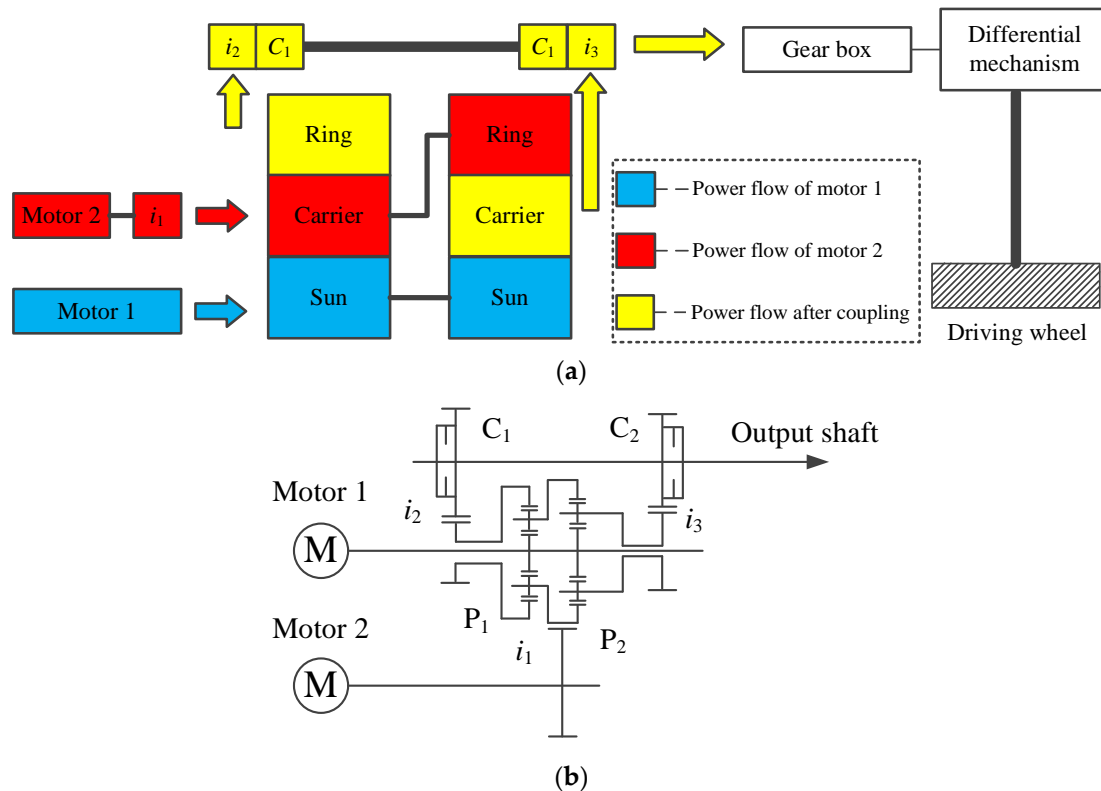 i₂ C₁ C₁ i₃
Gear box
Differential
mechanism
Ring Ring
Motor 2 i₁
Carrier Carrier
Motor 1
Sun Sun
Power flow of motor 1
Power flow of motor 2
Power flow after coupling
Driving wheel
(a)
C₁ C₂ Output shaft
Motor 1
i₂ i₃
M
P₁ P₂
Motor 2
i₁
M
(b)